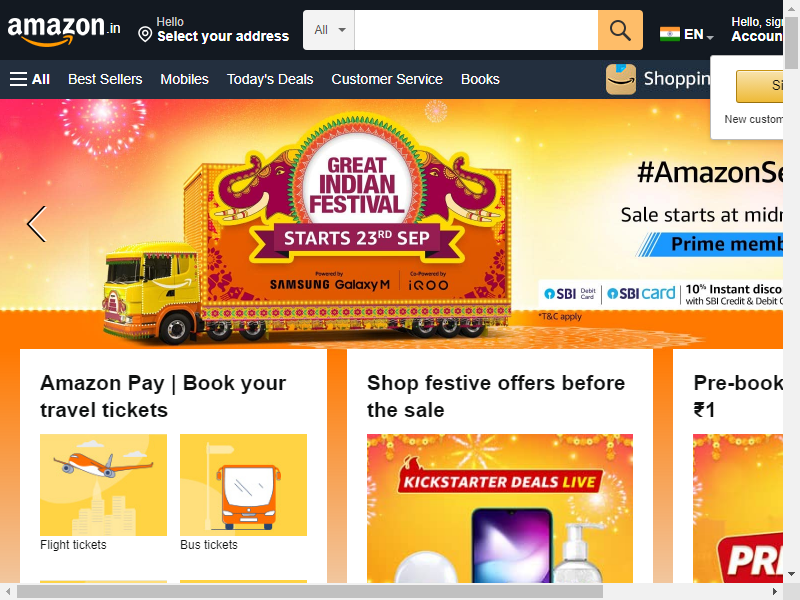 amazon.in
Hello
Select your address
All
EN
Hello, sign
Accoun
All
Best Sellers
Mobiles
Today's Deals
Customer Service
Books
Shoppin
Si
New custom
GREAT
INDIAN
FESTIVAL
STARTS 23RD SEP
Powered by
SAMSUNG Galaxy M
Co-Powered by
iQOO
#AmazonSe
Sale starts at midn
Prime memb
SBI Debit Card
SBI card
10% Instant disco
with SBI Credit & Debit C
*T&C apply
Amazon Pay | Book your
travel tickets
Flight tickets
Bus tickets
Shop festive offers before
the sale
KICKSTARTER DEALS LIVE
Pre-book
₹1
PRE